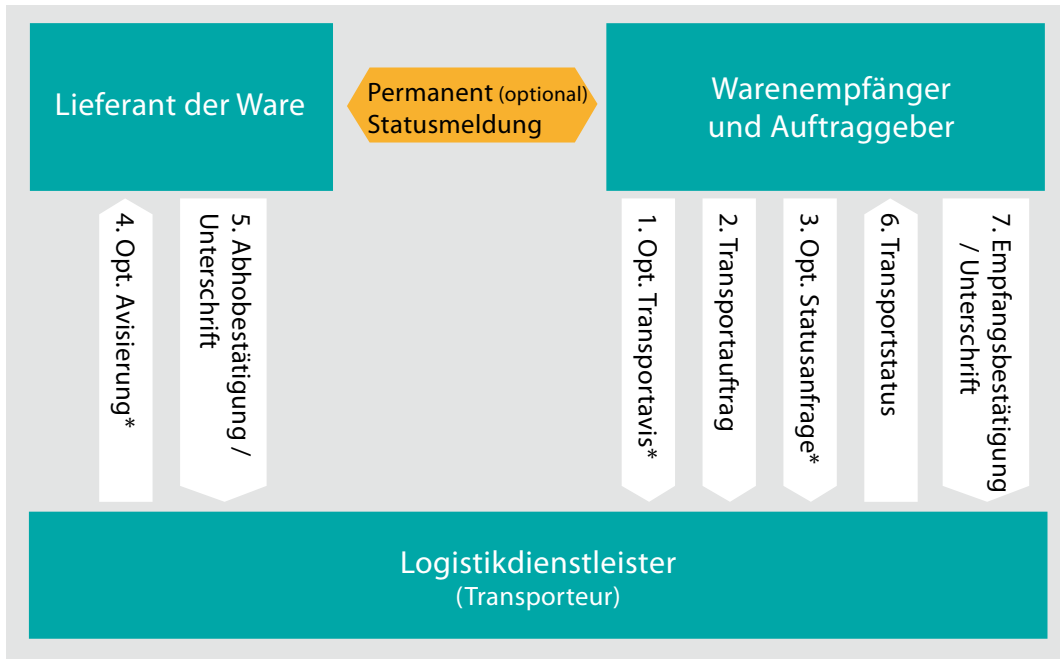 Lieferant der Ware
Permanent (optional)
Statusmeldung
Warenempfänger
und Auftraggeber
4. Opt. Avisierung*
5. Abhobestätigung /
Unterschrift
1. Opt. Transportavis*
2. Transportauftrag
3. Opt. Statusanfrage*
6. Transportstatus
7. Empfangsbestätigung
/ Unterschrift
Logistikdienstleister
(Transporteur)